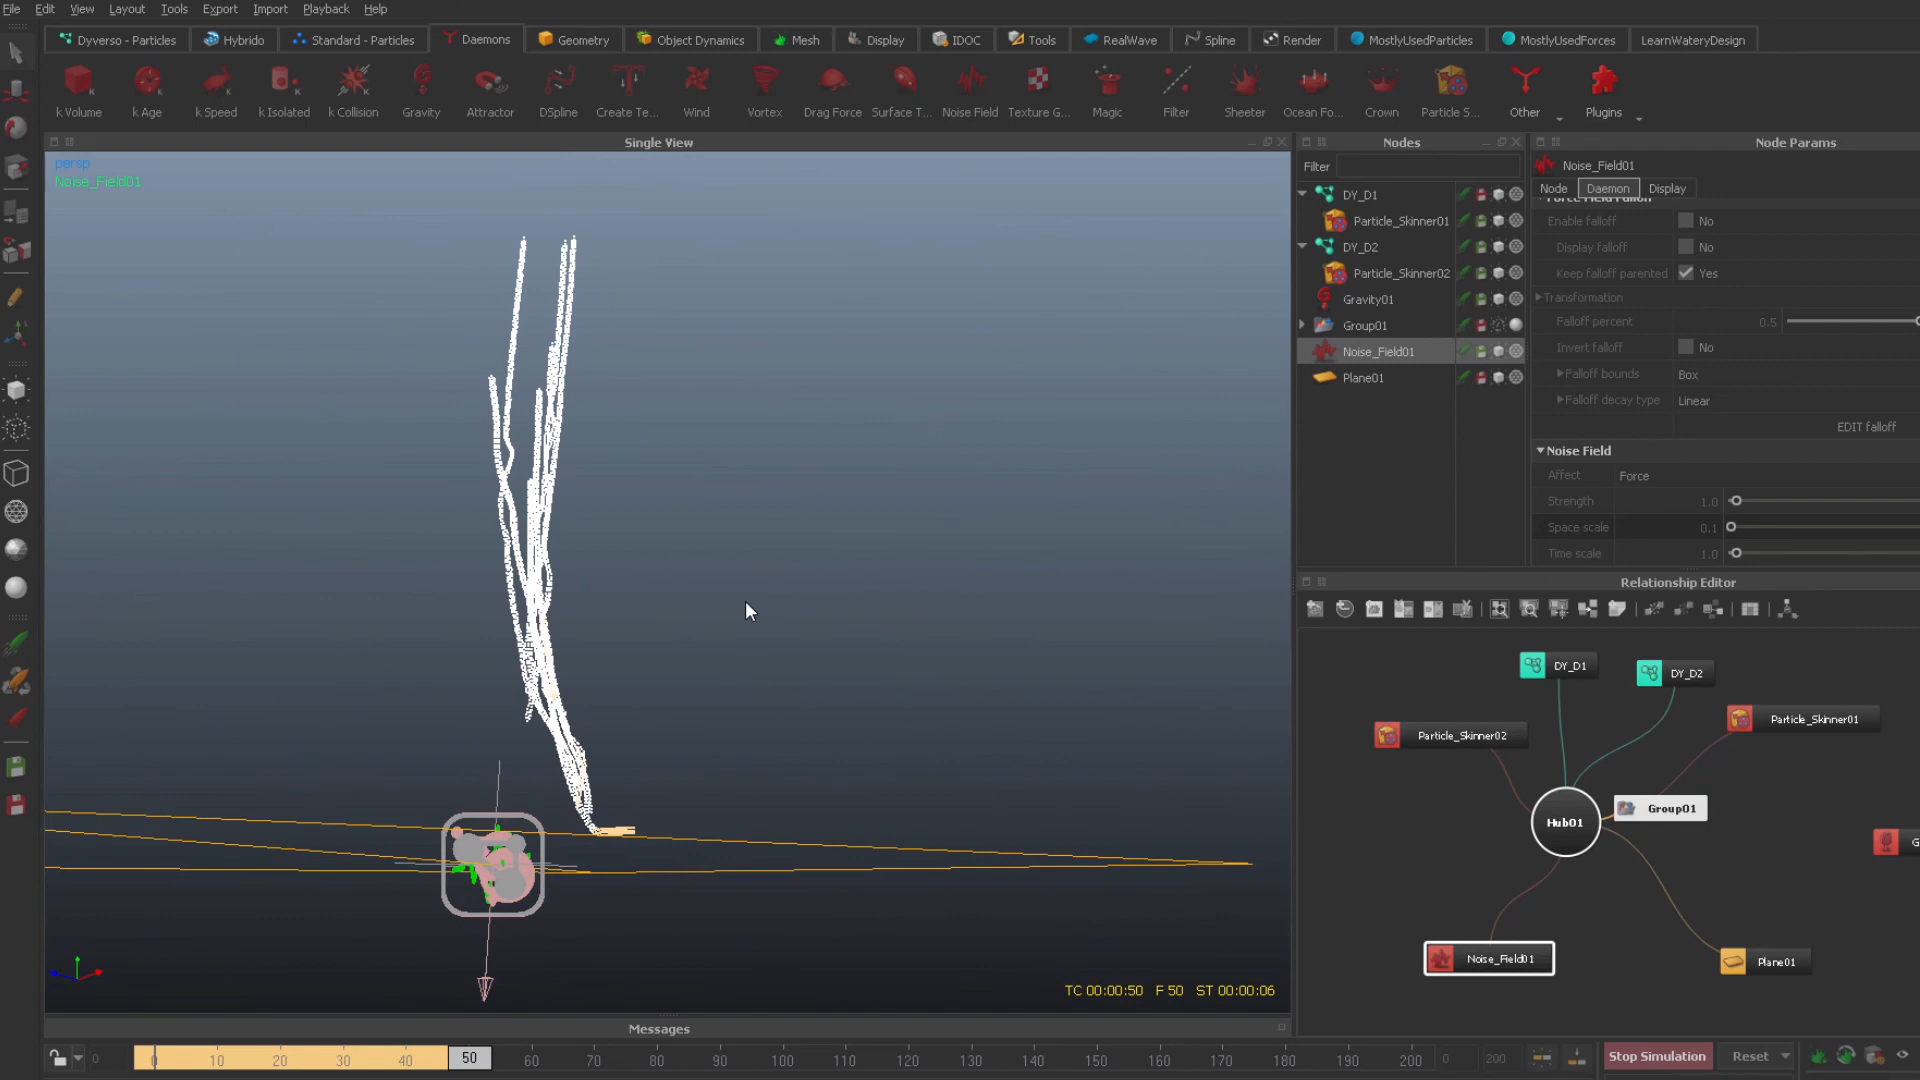 File Edit View Layout Tools Export Import Playback Help
Dyverso - Particles Hybrido Standard - Particles Daemons Geometry Object Dynamics Mesh Display IDOC Tools RealWave Spline Render MostlyUsedParticles MostlyUsedForces LearnWateryDesign
k Volume k Age k Speed k Isolated k Collision Gravity Attractor DSpline Create Te... Wind Vortex Drag Force Surface T... Noise Field Texture G... Magic Filter Sheeter Ocean Fo... Crown Particle S... Other Plugins
Single View
persp
Noise_Field01
TC 00:00:50 F 50 ST 00:00:06
Messages
Nodes
Filter
DY_D1
Particle_Skinner01
DY_D2
Particle_Skinner02
Gravity01
Group01
Noise_Field01
Plane01
Node Params
Noise_Field01
Node Daemon Display
Force Field Falloff
Enable falloff No
Display falloff No
Keep falloff parented Yes
Transformation
Falloff percent 0.5
Invert falloff No
Falloff bounds Box
Falloff decay type Linear
EDIT falloff
Noise Field
Affect Force
Strength 1.0
Space scale 0.1
Time scale 1.0
Relationship Editor
DY_D1
DY_D2
Particle_Skinner02
Particle_Skinner01
Group01
Hub01
G
Noise_Field01
Plane01
0 0 10 20 30 40 50 60 70 80 90 100 110 120 130 140 150 160 170 180 190 200 0 200 Stop Simulation Reset